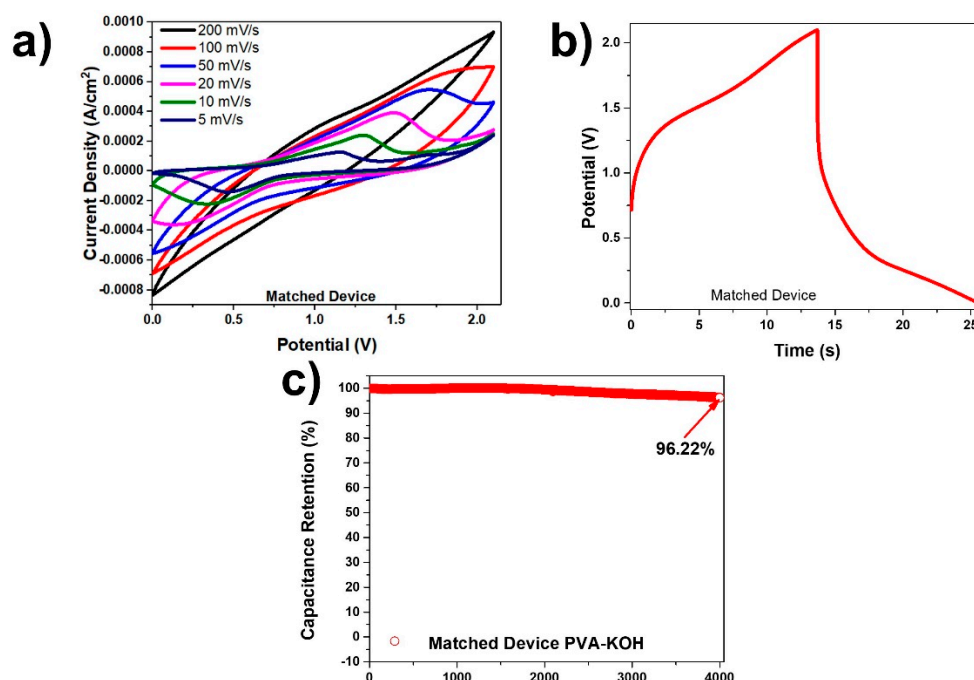 a)
200 mV/s
100 mV/s
50 mV/s
20 mV/s
10 mV/s
5 mV/s
Current Density (A/cm²)
0.0010
0.0008
0.0006
0.0004
0.0002
0.0000
-0.0002
-0.0004
-0.0006
-0.0008
Matched Device
0.0 0.5 1.0 1.5 2.0
Potential (V)
b)
Potential (V)
2.0
1.5
1.0
0.5
0.0
Matched Device
0 5 10 15 20 25
Time (s)
c)
Capacitance Retention (%)
100
90
80
70
60
50
40
30
20
10
0
-10
96.22%
Matched Device PVA-KOH
0 1000 2000 3000 4000